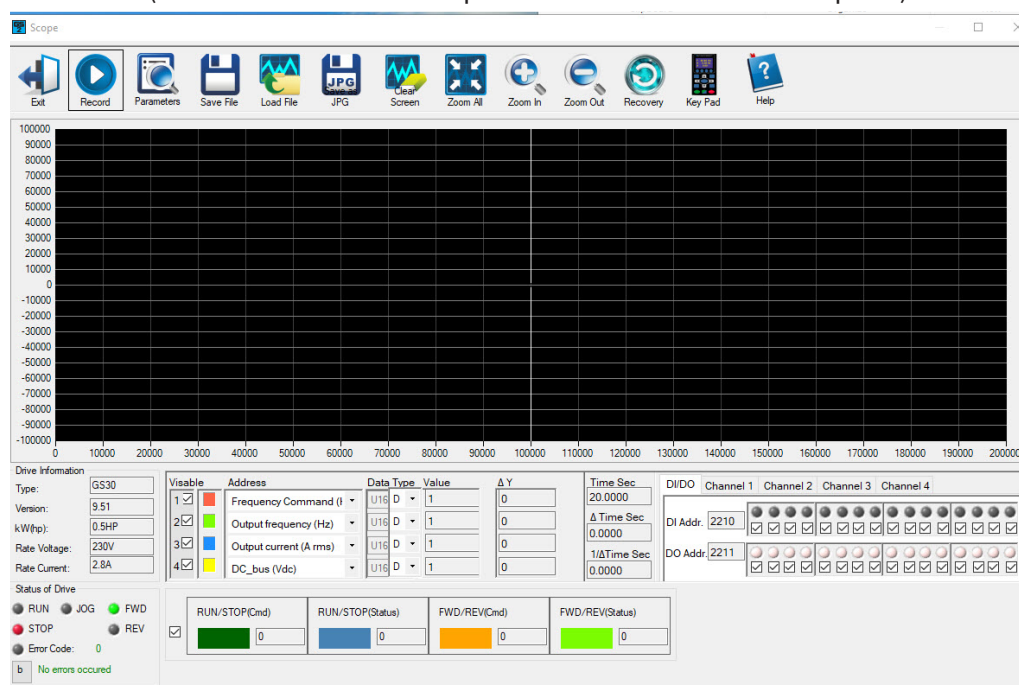 Scope
Exit Record Parameters Save File Load File Save as JPG Clear Screen Zoom All Zoom In Zoom Out Recovery Key Pad Help
JPG
100000
90000
80000
70000
60000
50000
40000
30000
20000
10000
0
-10000
-20000
-30000
-40000
-50000
-60000
-70000
-80000
-90000
-100000
0 10000 20000 30000 40000 50000 60000 70000 80000 90000 100000 110000 120000 130000 140000 150000 160000 170000 180000 190000 200000
Drive Information
Type: GS30
Version: 9.51
kW(hp): 0.5HP
Rate Voltage: 230V
Rate Current: 2.8A
Visable Address Data Type Value Δ Y
1 Frequency Command (H U16 D 1 0
2 Output frequency (Hz) U16 D 1 0
3 Output current (A rms) U16 D 1 0
4 DC_bus (Vdc) U16 D 1 0
Time Sec
20.0000
Δ Time Sec
0.0000
1/ΔTime Sec
0.0000
DI/DO Channel 1 Channel 2 Channel 3 Channel 4
DI Addr. 2210
DO Addr. 2211
Status of Drive
RUN JOG FWD
STOP REV
Error Code: 0
b No errors occured
RUN/STOP(Cmd) RUN/STOP(Status) FWD/REV(Cmd) FWD/REV(Status)
0 0 0 0